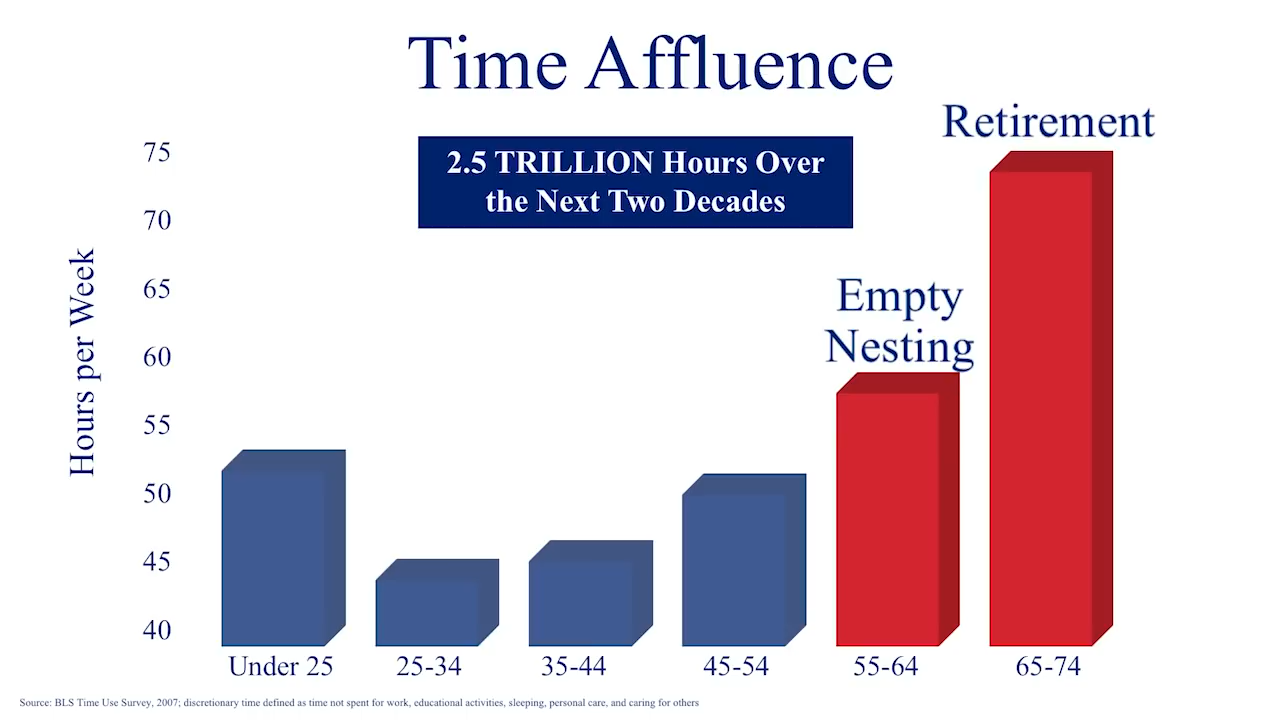 Time Affluence
Retirement
2.5 TRILLION Hours Over
the Next Two Decades
Empty
Nesting
Hours per Week
75
70
65
60
55
50
45
40
Under 25
25-34
35-44
45-54
55-64
65-74
Source: BLS Time Use Survey, 2007; discretionary time defined as time not spent for work, educational activities, sleeping, personal care, and caring for others